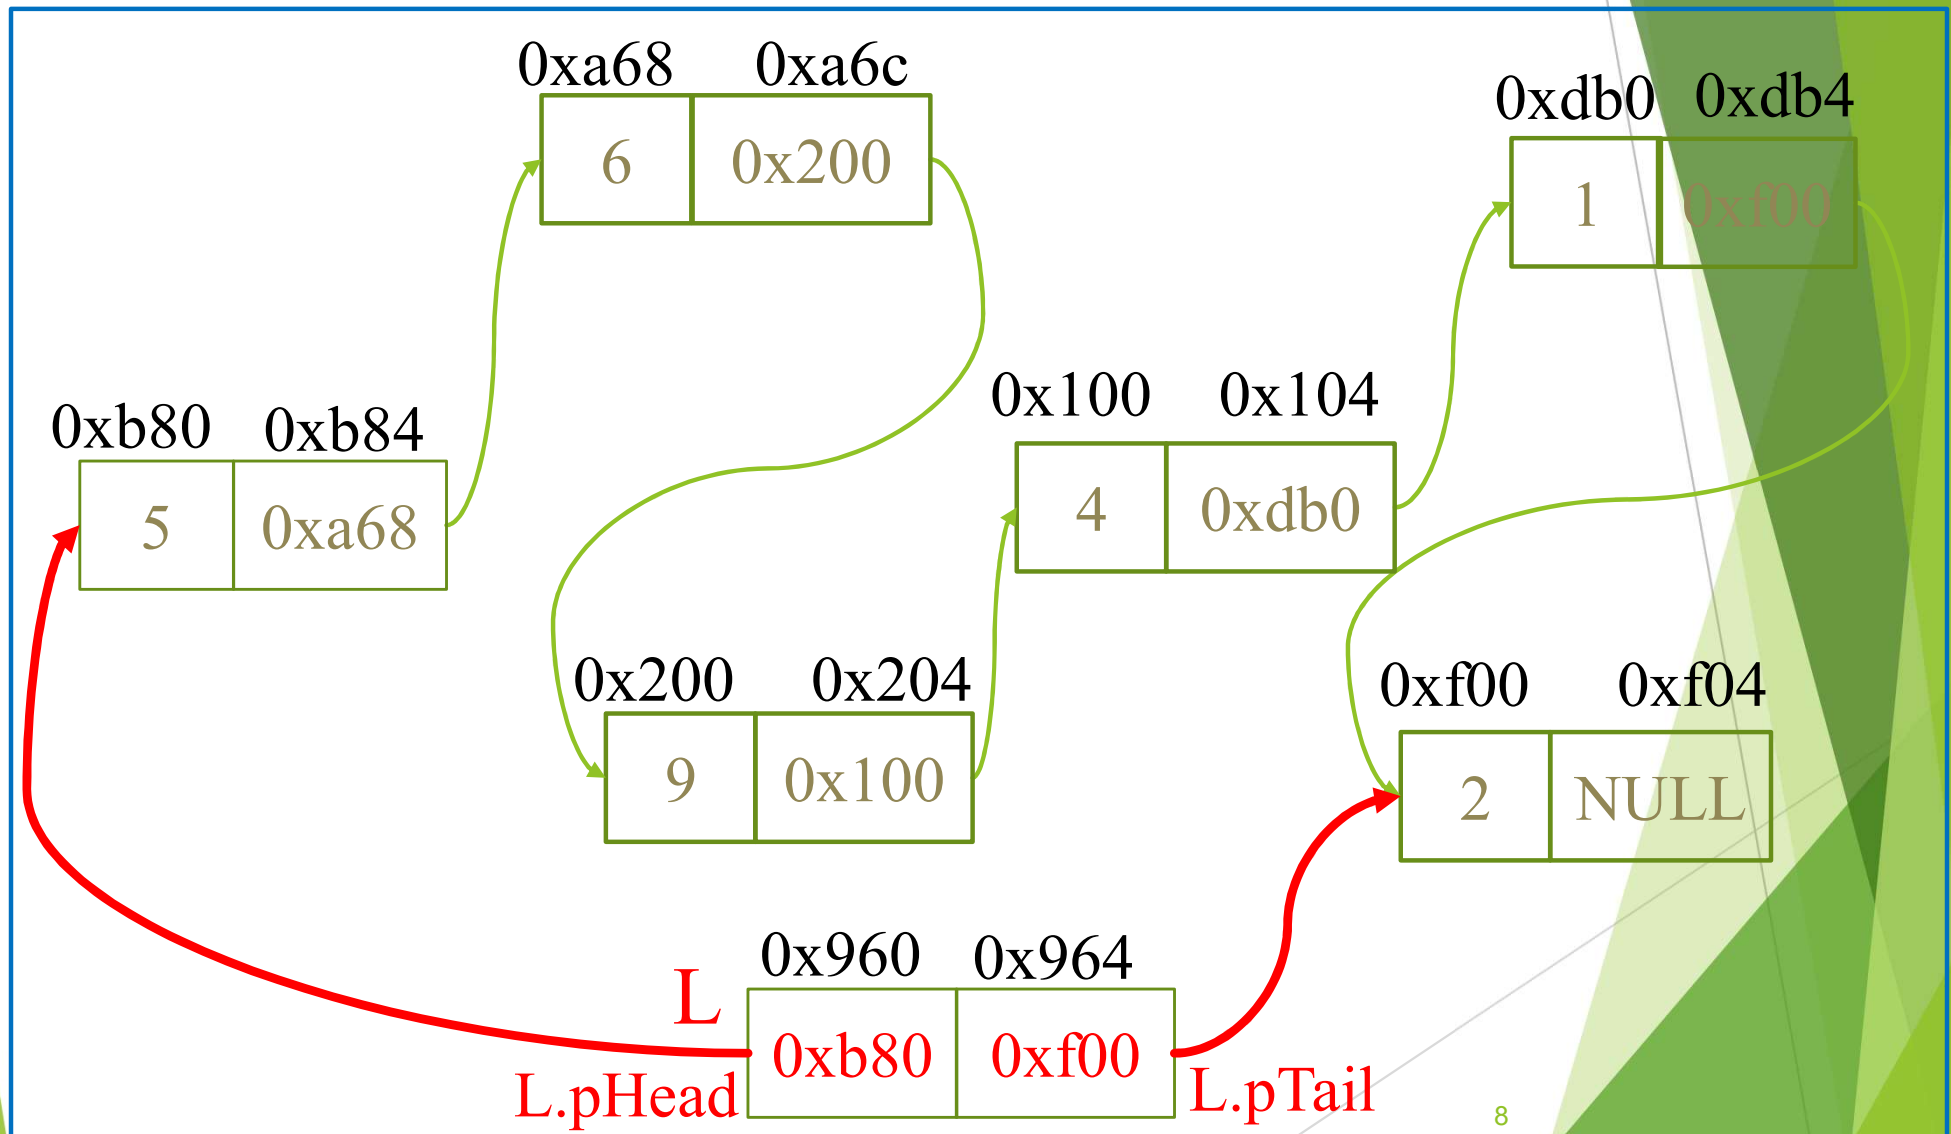 0xa68 0xa6c
6 0x200
0xdb0 0xdb4
1 0xf00
0xb80 0xb84
5 0xa68
0x100 0x104
4 0xdb0
0x200 0x204
9 0x100
0xf00 0xf04
2 NULL
0x960 0x964
L
0xb80 0xf00
L.pHead
L.pTail
8